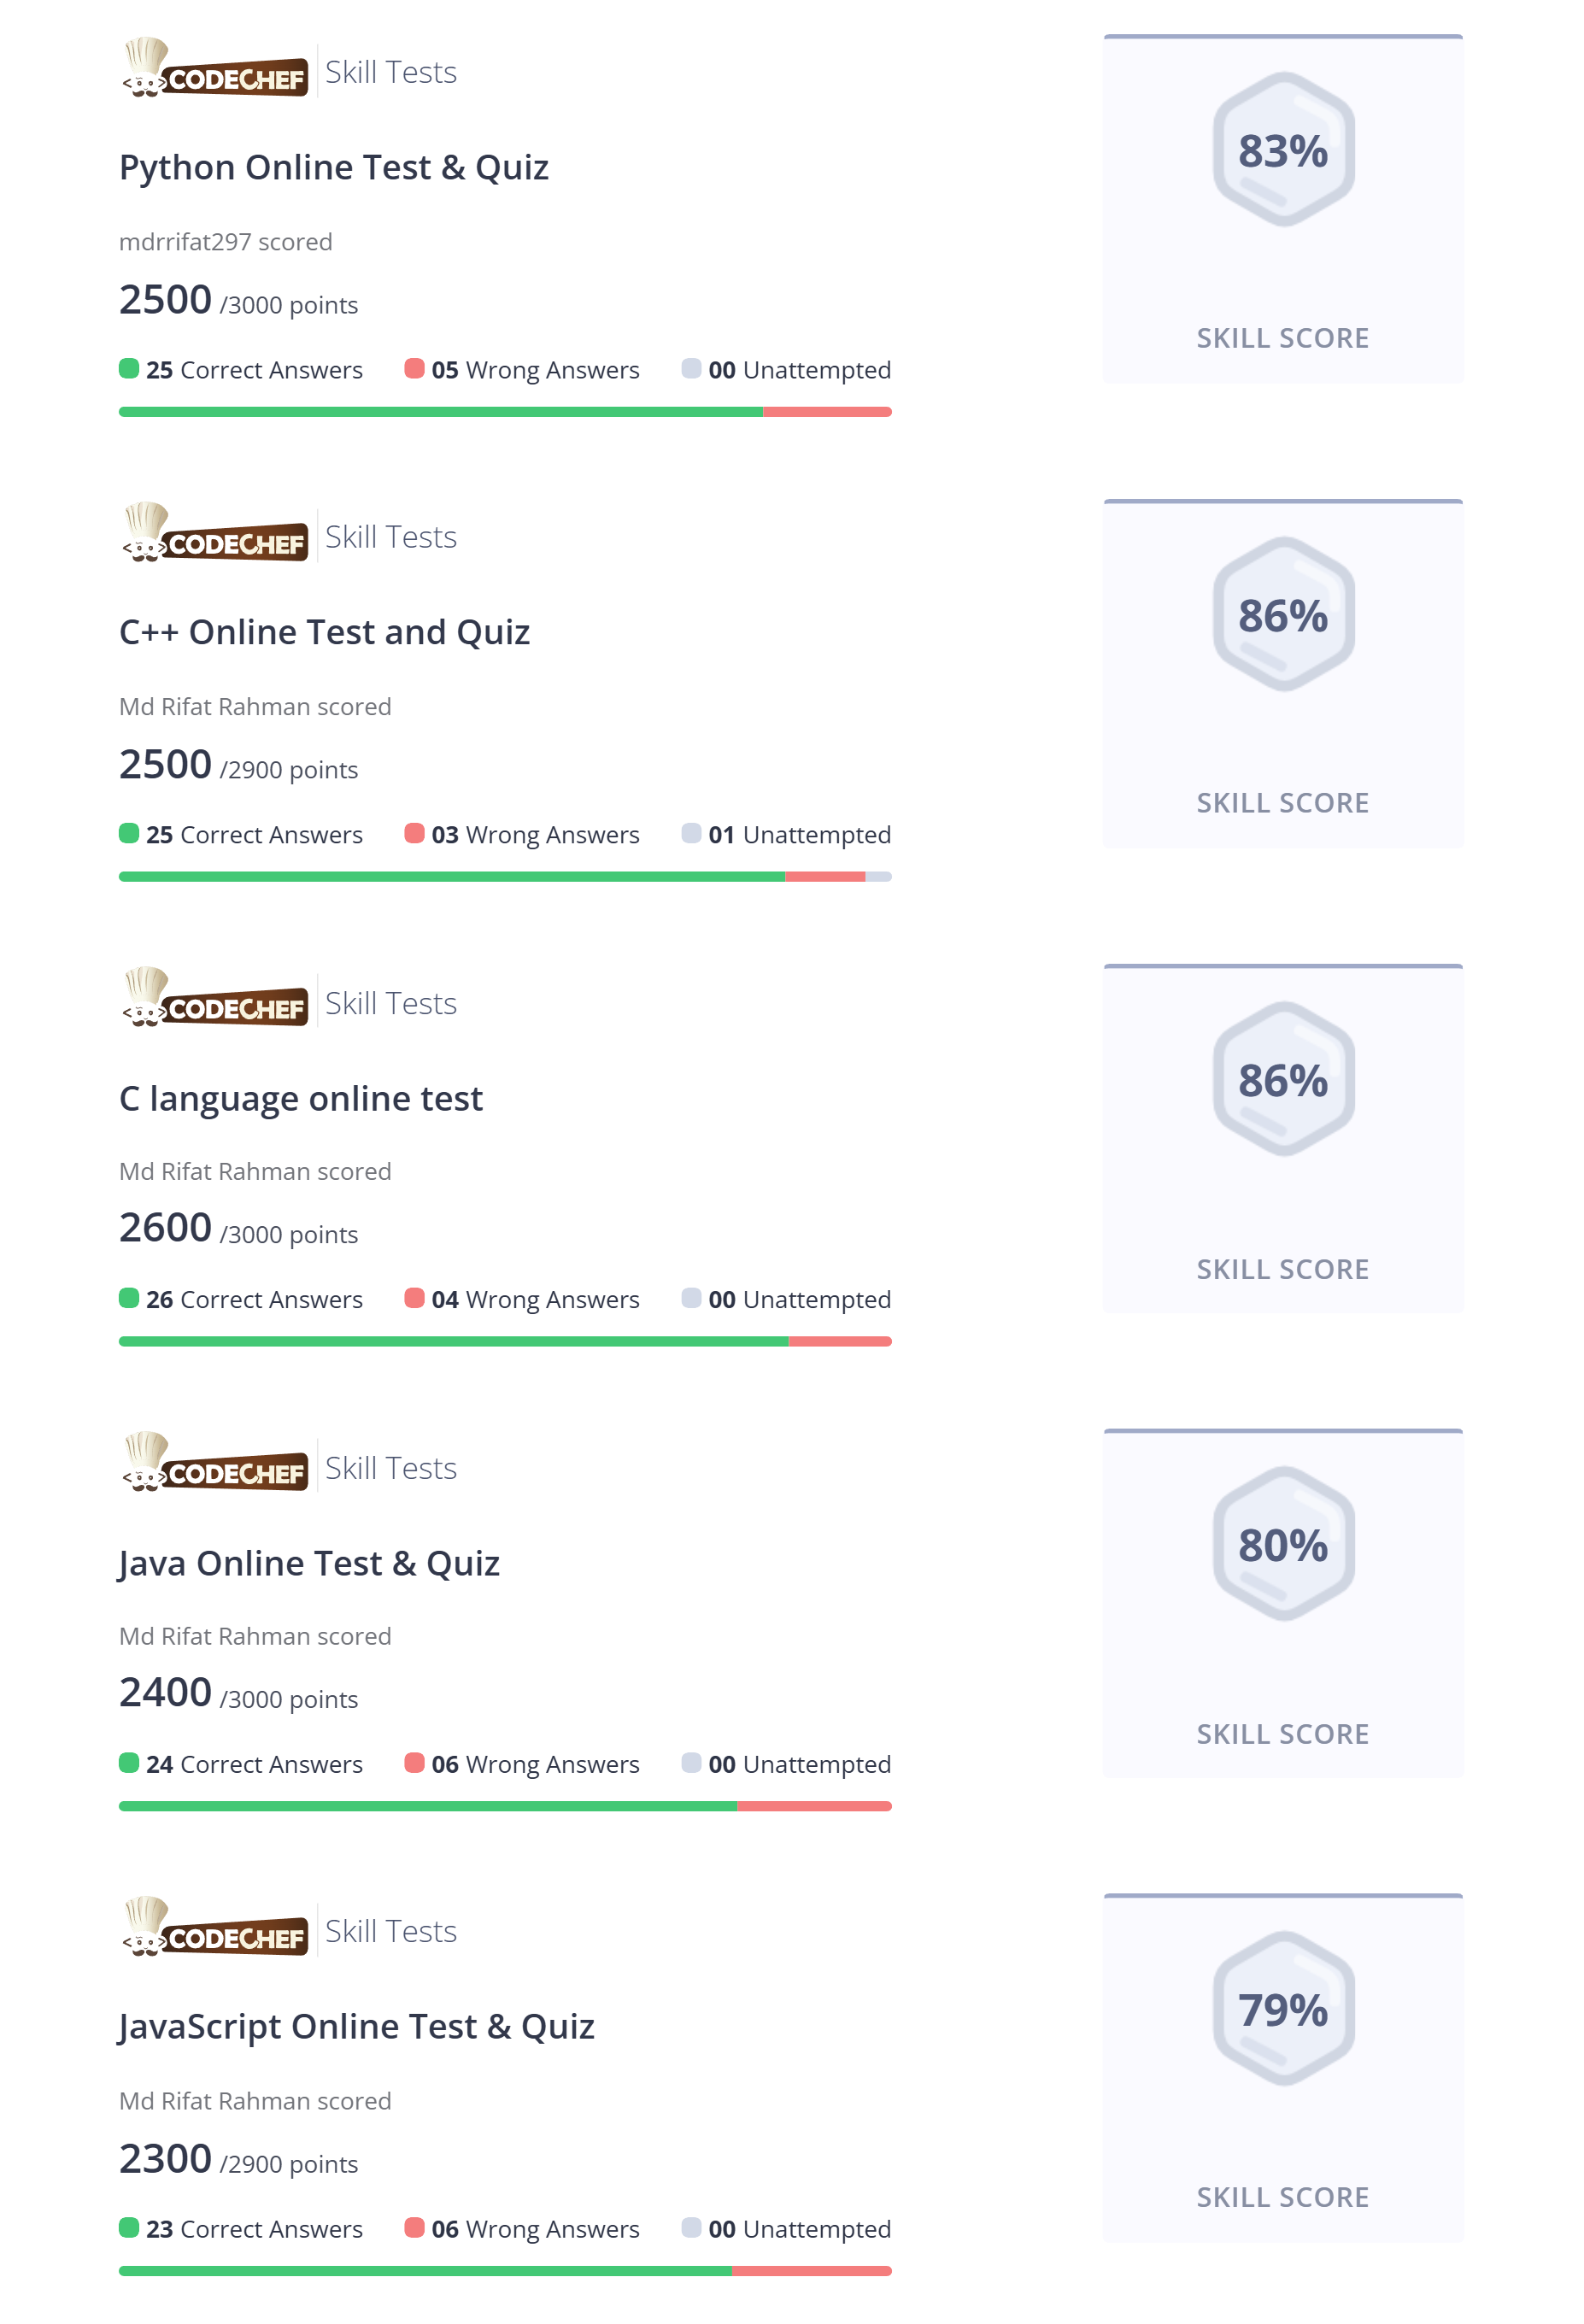 CODECHEF Skill Tests
Python Online Test & Quiz
mdrrifat297 scored
2500 /3000 points
25 Correct Answers 05 Wrong Answers 00 Unattempted
83%
SKILL SCORE
CODECHEF Skill Tests
C++ Online Test and Quiz
Md Rifat Rahman scored
2500 /2900 points
25 Correct Answers 03 Wrong Answers 01 Unattempted
86%
SKILL SCORE
CODECHEF Skill Tests
C language online test
Md Rifat Rahman scored
2600 /3000 points
26 Correct Answers 04 Wrong Answers 00 Unattempted
86%
SKILL SCORE
CODECHEF Skill Tests
Java Online Test & Quiz
Md Rifat Rahman scored
2400 /3000 points
24 Correct Answers 06 Wrong Answers 00 Unattempted
80%
SKILL SCORE
CODECHEF Skill Tests
JavaScript Online Test & Quiz
Md Rifat Rahman scored
2300 /2900 points
23 Correct Answers 06 Wrong Answers 00 Unattempted
79%
SKILL SCORE